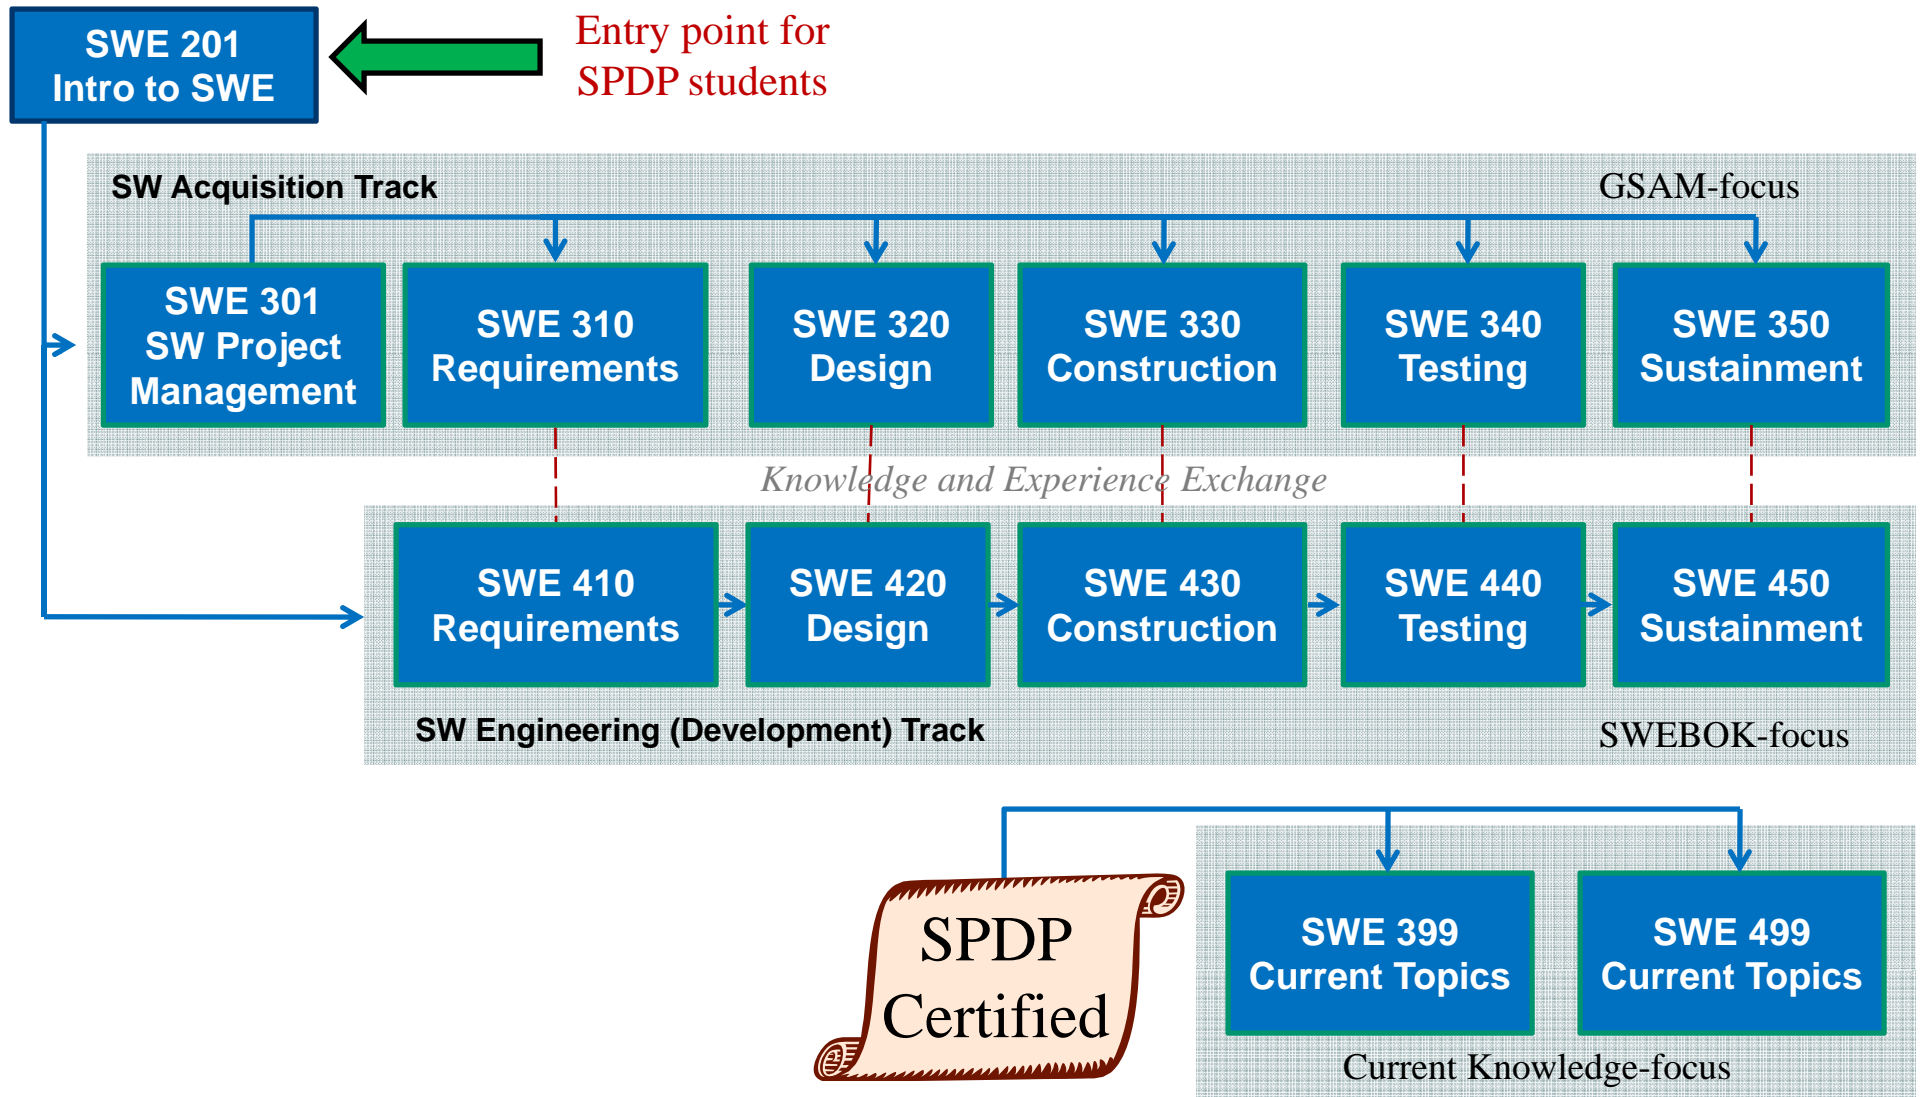 SWE 201
Intro to SWE
Entry point for
SPDP students
SW Acquisition Track
GSAM-focus
SWE 301
SW Project
Management
SWE 310
Requirements
SWE 320
Design
SWE 330
Construction
SWE 340
Testing
SWE 350
Sustainment
Knowledge and Experience Exchange
SWE 410
Requirements
SWE 420
Design
SWE 430
Construction
SWE 440
Testing
SWE 450
Sustainment
SW Engineering (Development) Track
SWEBOK-focus
SPDP
Certified
SWE 399
Current Topics
SWE 499
Current Topics
Current Knowledge-focus